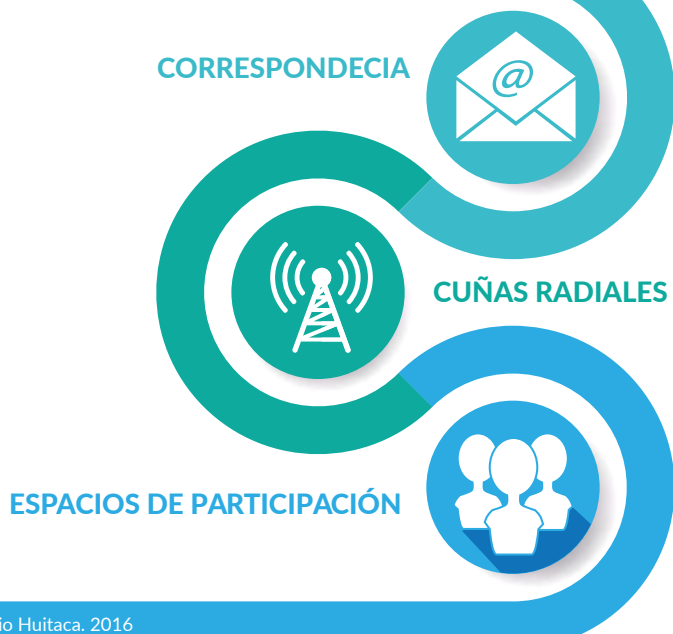 CORRESPONDECIA
@
CUÑAS RADIALES
ESPACIOS DE PARTICIPACIÓN
io Huitaca. 2016